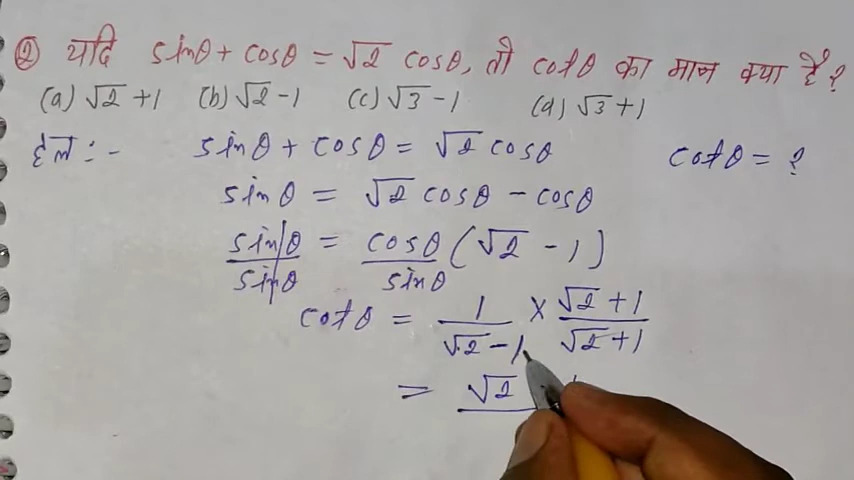 ② यदि sinθ + cosθ = √2 cosθ, तो cotθ का मान क्या है?
(a) √2 + 1 (b) √2 - 1 (c) √3 - 1 (d) √3 + 1
हल :- sinθ + cosθ = √2 cosθ cotθ = ?
sinθ = √2 cosθ - cosθ
sinθ/sinθ = cosθ/sinθ (√2 - 1)
cotθ = 1/(√2 - 1) × (√2 + 1)/(√2 + 1)
= √2